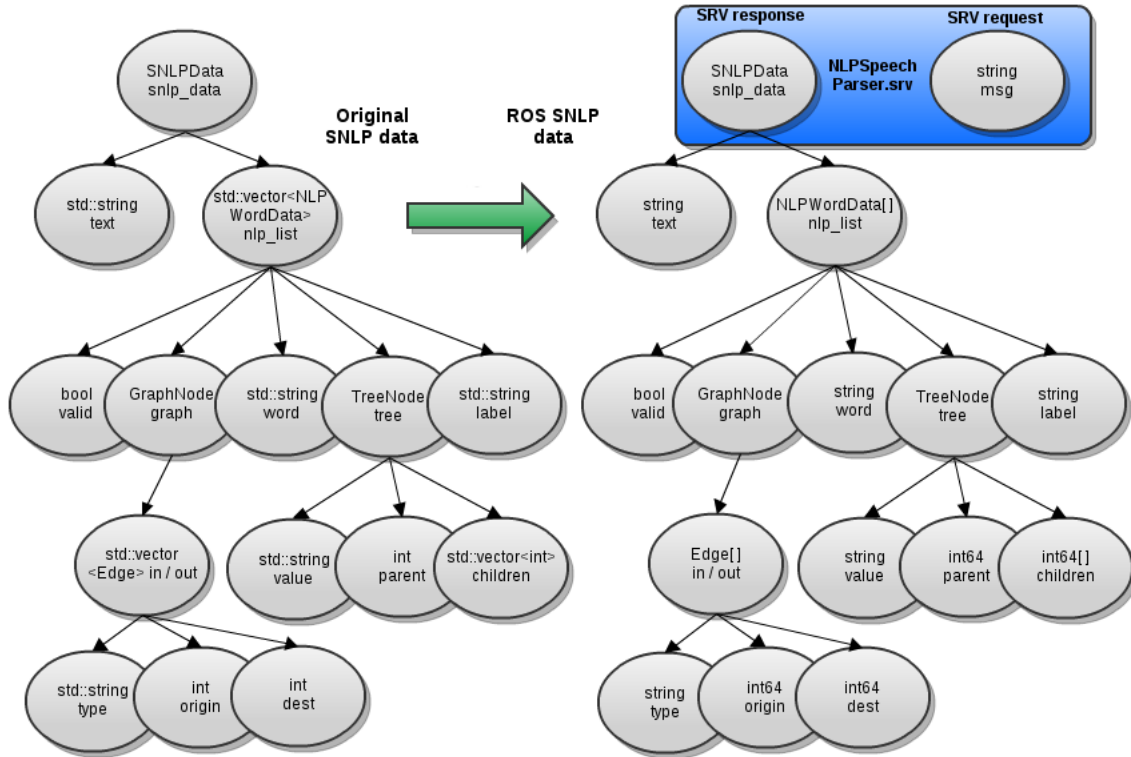 SRV response
SRV request
SNLPData
snlp_data
Original
SNLP data
ROS SNLP
data
SNLPData
snlp_data
NLPSpeech
Parser.srv
string
msg
std::string
text
std::vector<NLP
WordData>
nlp_list
string
text
NLPWordData[]
nlp_list
bool
valid
GraphNode
graph
std::string
word
TreeNode
tree
std::string
label
bool
valid
GraphNode
graph
string
word
TreeNode
tree
string
label
std::vector
<Edge> in / out
std::string
value
int
parent
std::vector<int>
children
Edge[]
in / out
string
value
int64
parent
int64[]
children
std::string
type
int
origin
int
dest
string
type
int64
origin
int64
dest